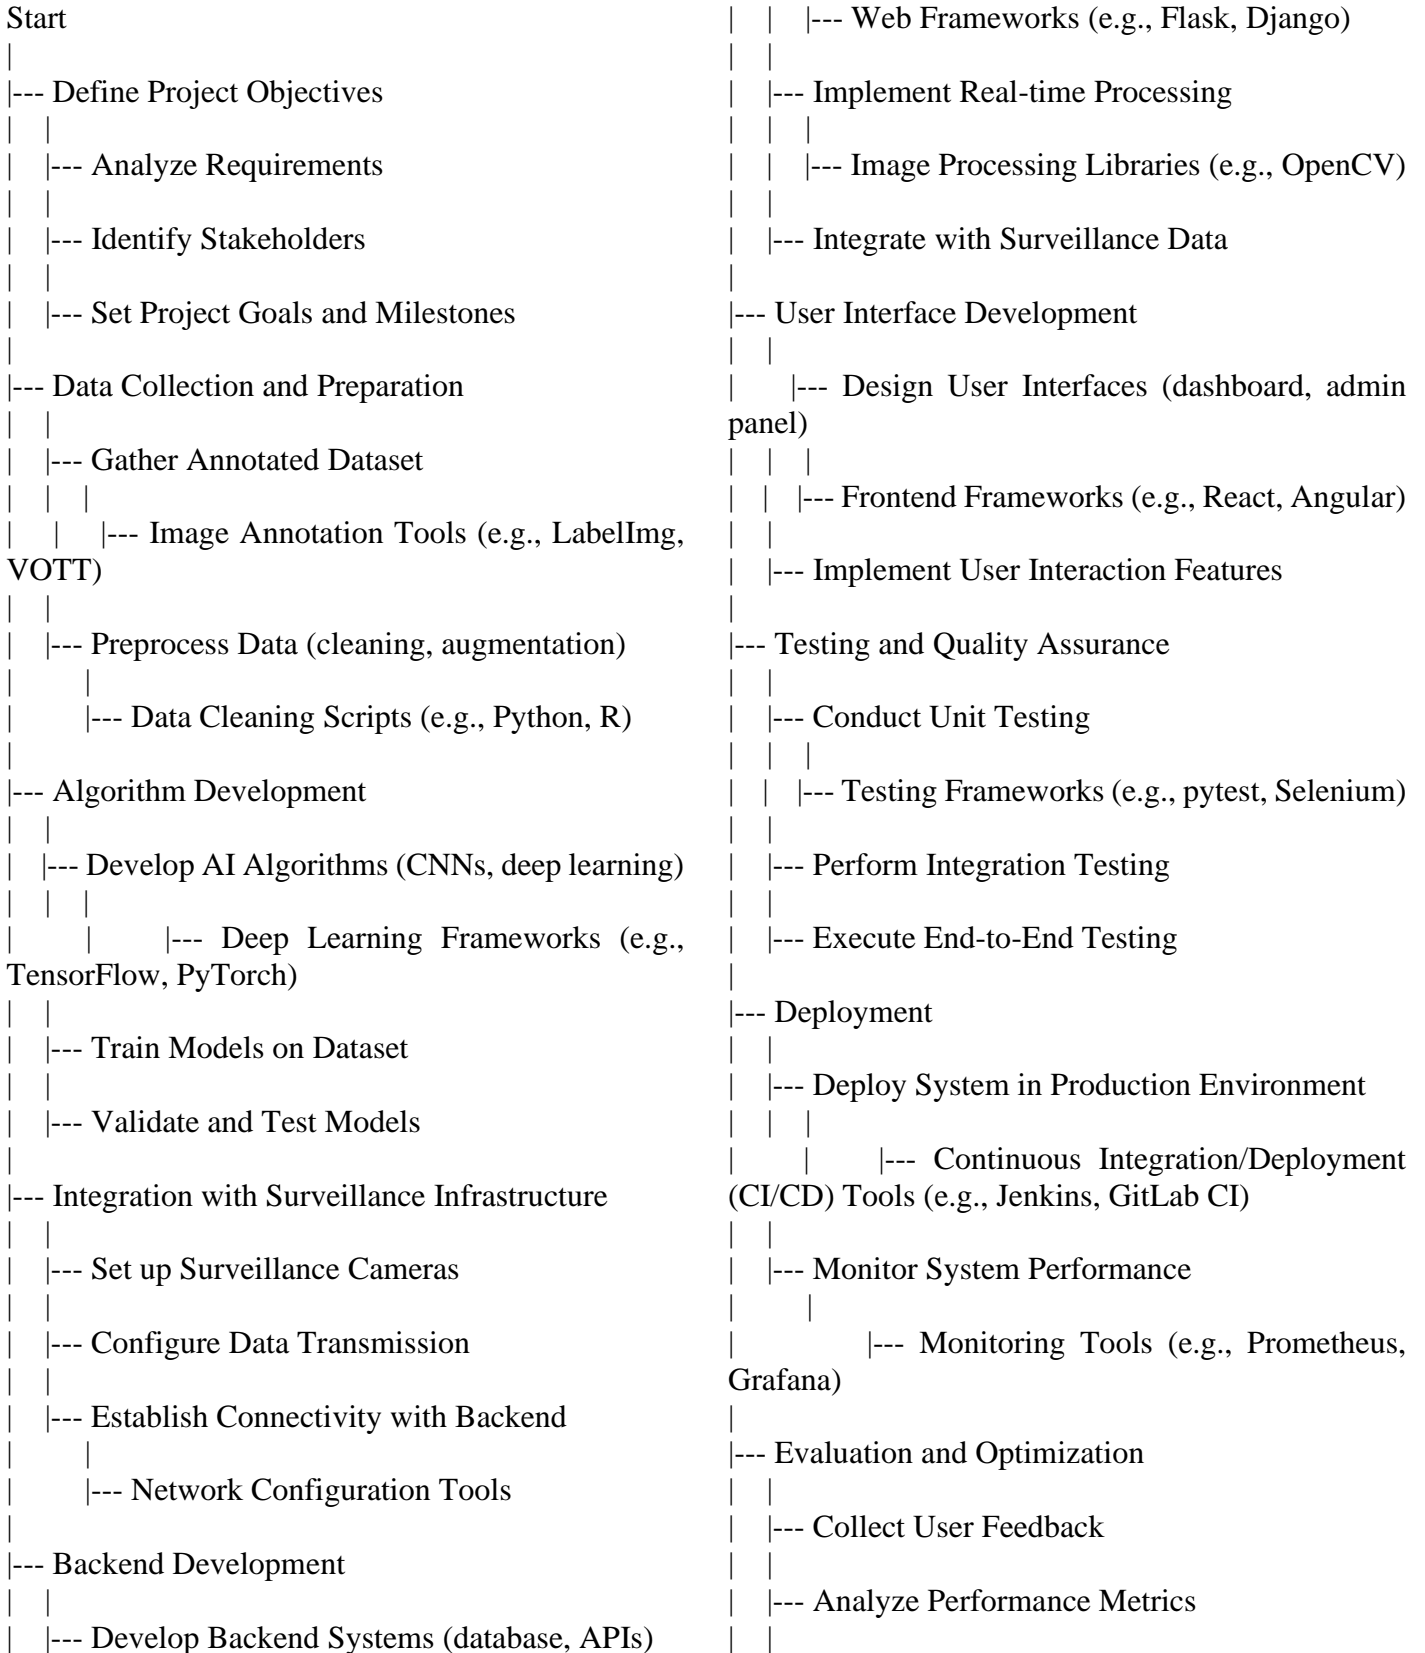 Start
|
|--- Define Project Objectives
| |
| |--- Analyze Requirements
| |
| |--- Identify Stakeholders
| |
| |--- Set Project Goals and Milestones
|
|--- Data Collection and Preparation
| |
| |--- Gather Annotated Dataset
| | |
| | |--- Image Annotation Tools (e.g., LabelImg,
VOTT)
| |
| |--- Preprocess Data (cleaning, augmentation)
| |
| |--- Data Cleaning Scripts (e.g., Python, R)
|
|--- Algorithm Development
| |
| |--- Develop AI Algorithms (CNNs, deep learning)
| | |
| | |--- Deep Learning Frameworks (e.g.,
TensorFlow, PyTorch)
| |
| |--- Train Models on Dataset
| |
| |--- Validate and Test Models
|
|--- Integration with Surveillance Infrastructure
| |
| |--- Set up Surveillance Cameras
| |
| |--- Configure Data Transmission
| |
| |--- Establish Connectivity with Backend
| |
| |--- Network Configuration Tools
|
|--- Backend Development
| |
| |--- Develop Backend Systems (database, APIs)
| | |--- Web Frameworks (e.g., Flask, Django)
| |
| |--- Implement Real-time Processing
| | |
| | |--- Image Processing Libraries (e.g., OpenCV)
| |
| |--- Integrate with Surveillance Data
|
|--- User Interface Development
| |
| |--- Design User Interfaces (dashboard, admin
panel)
| | |
| | |--- Frontend Frameworks (e.g., React, Angular)
| |
| |--- Implement User Interaction Features
|
|--- Testing and Quality Assurance
| |
| |--- Conduct Unit Testing
| | |
| | |--- Testing Frameworks (e.g., pytest, Selenium)
| |
| |--- Perform Integration Testing
| |
| |--- Execute End-to-End Testing
|
|--- Deployment
| |
| |--- Deploy System in Production Environment
| | |
| | |--- Continuous Integration/Deployment
(CI/CD) Tools (e.g., Jenkins, GitLab CI)
| |
| |--- Monitor System Performance
| |
| |--- Monitoring Tools (e.g., Prometheus,
Grafana)
|
|--- Evaluation and Optimization
| |
| |--- Collect User Feedback
| |
| |--- Analyze Performance Metrics
| |